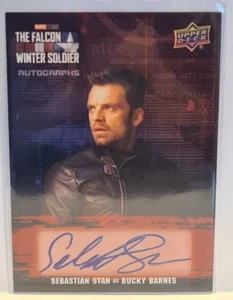 MARVEL STUDIOS
THE FALCON
AND THE
WINTER SOLDIER
AUTOGRAPHS
UPPER DECK
SEBASTIAN STAN AS BUCKY BARNES